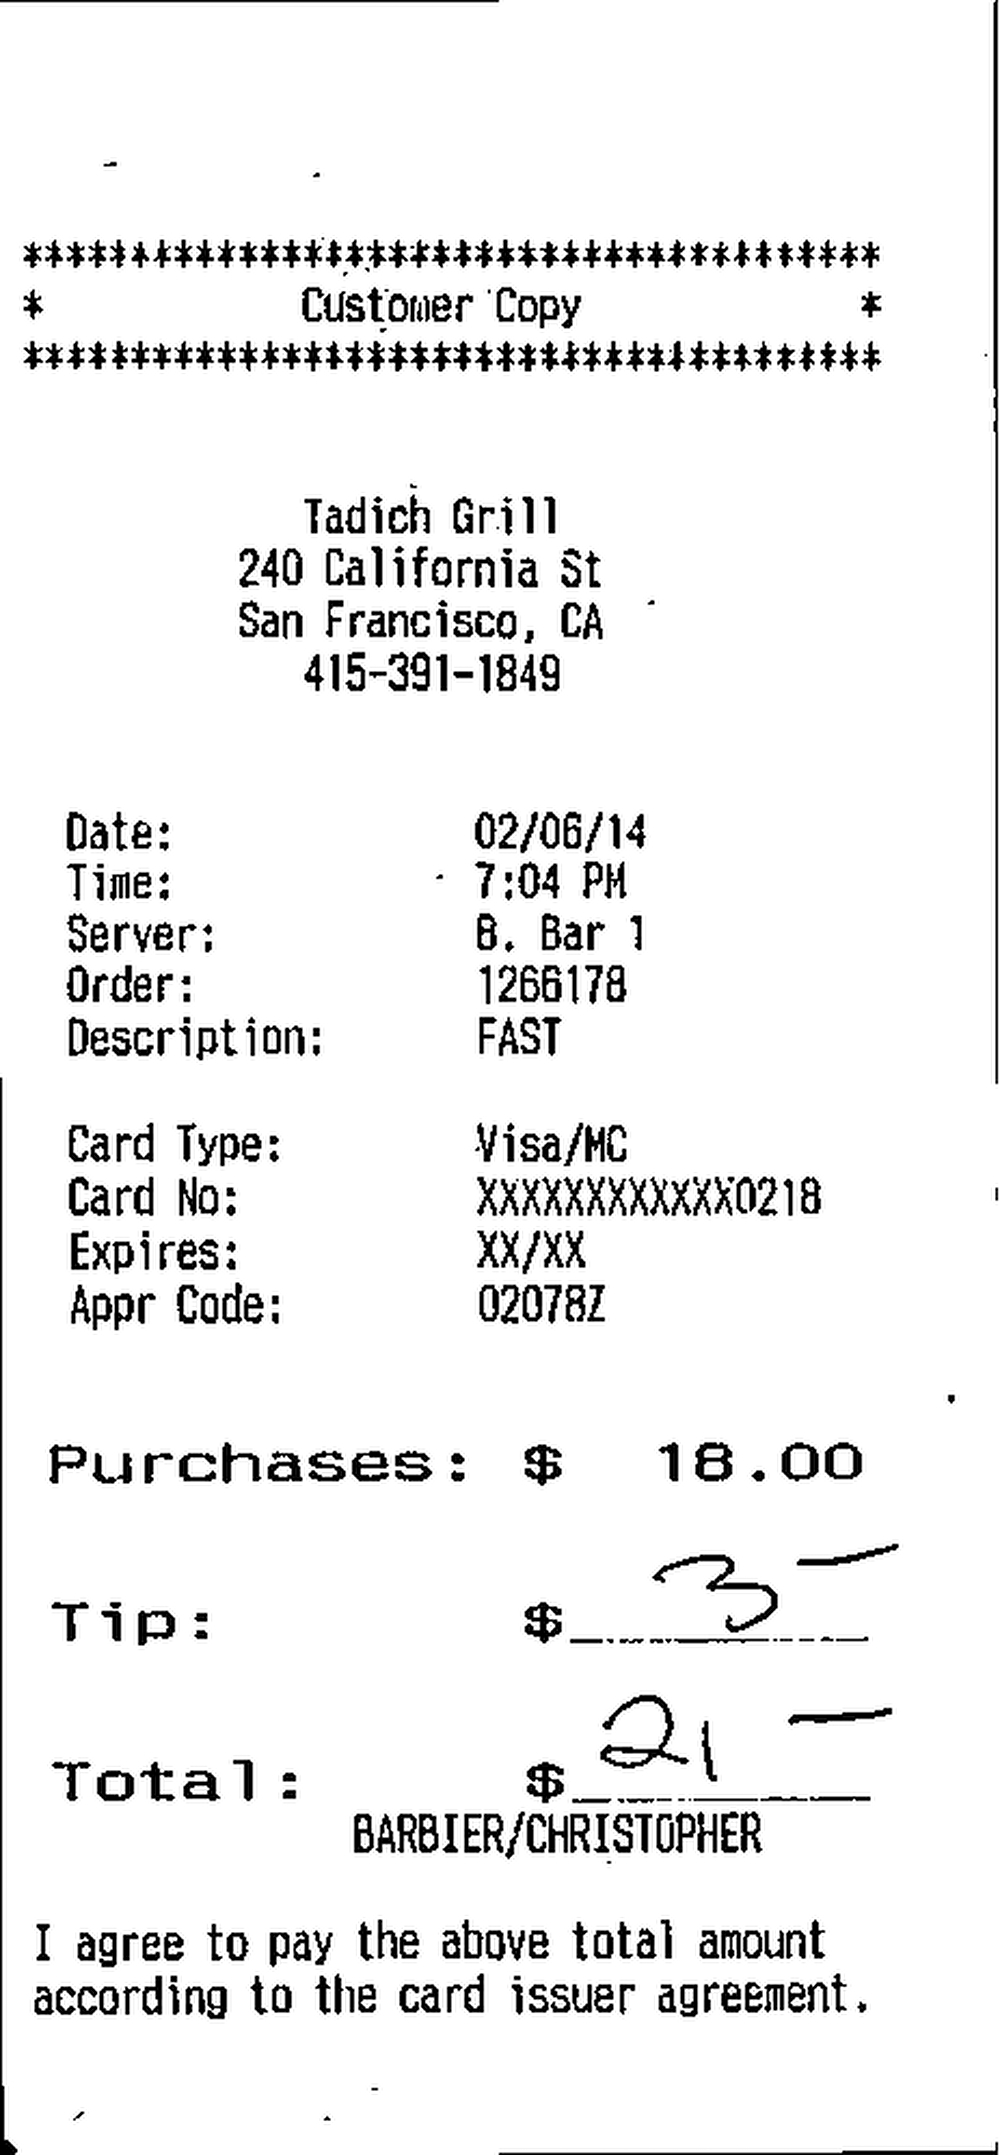 ******************************************
* Customer Copy *
******************************************
Tadich Grill
240 California St
San Francisco, CA
415-391-1849
Date: 02/06/14
Time: 7:04 PM
Server: B. Bar 1
Order: 1266178
Description: FAST
Card Type: Visa/MC
Card No: XXXXXXXXXXXX0218
Expires: XX/XX
Appr Code: 02078Z
Purchases: $ 18.00
Tip: $ 3 —
Total: $ 21 —
BARBIER/CHRISTOPHER
I agree to pay the above total amount
according to the card issuer agreement.